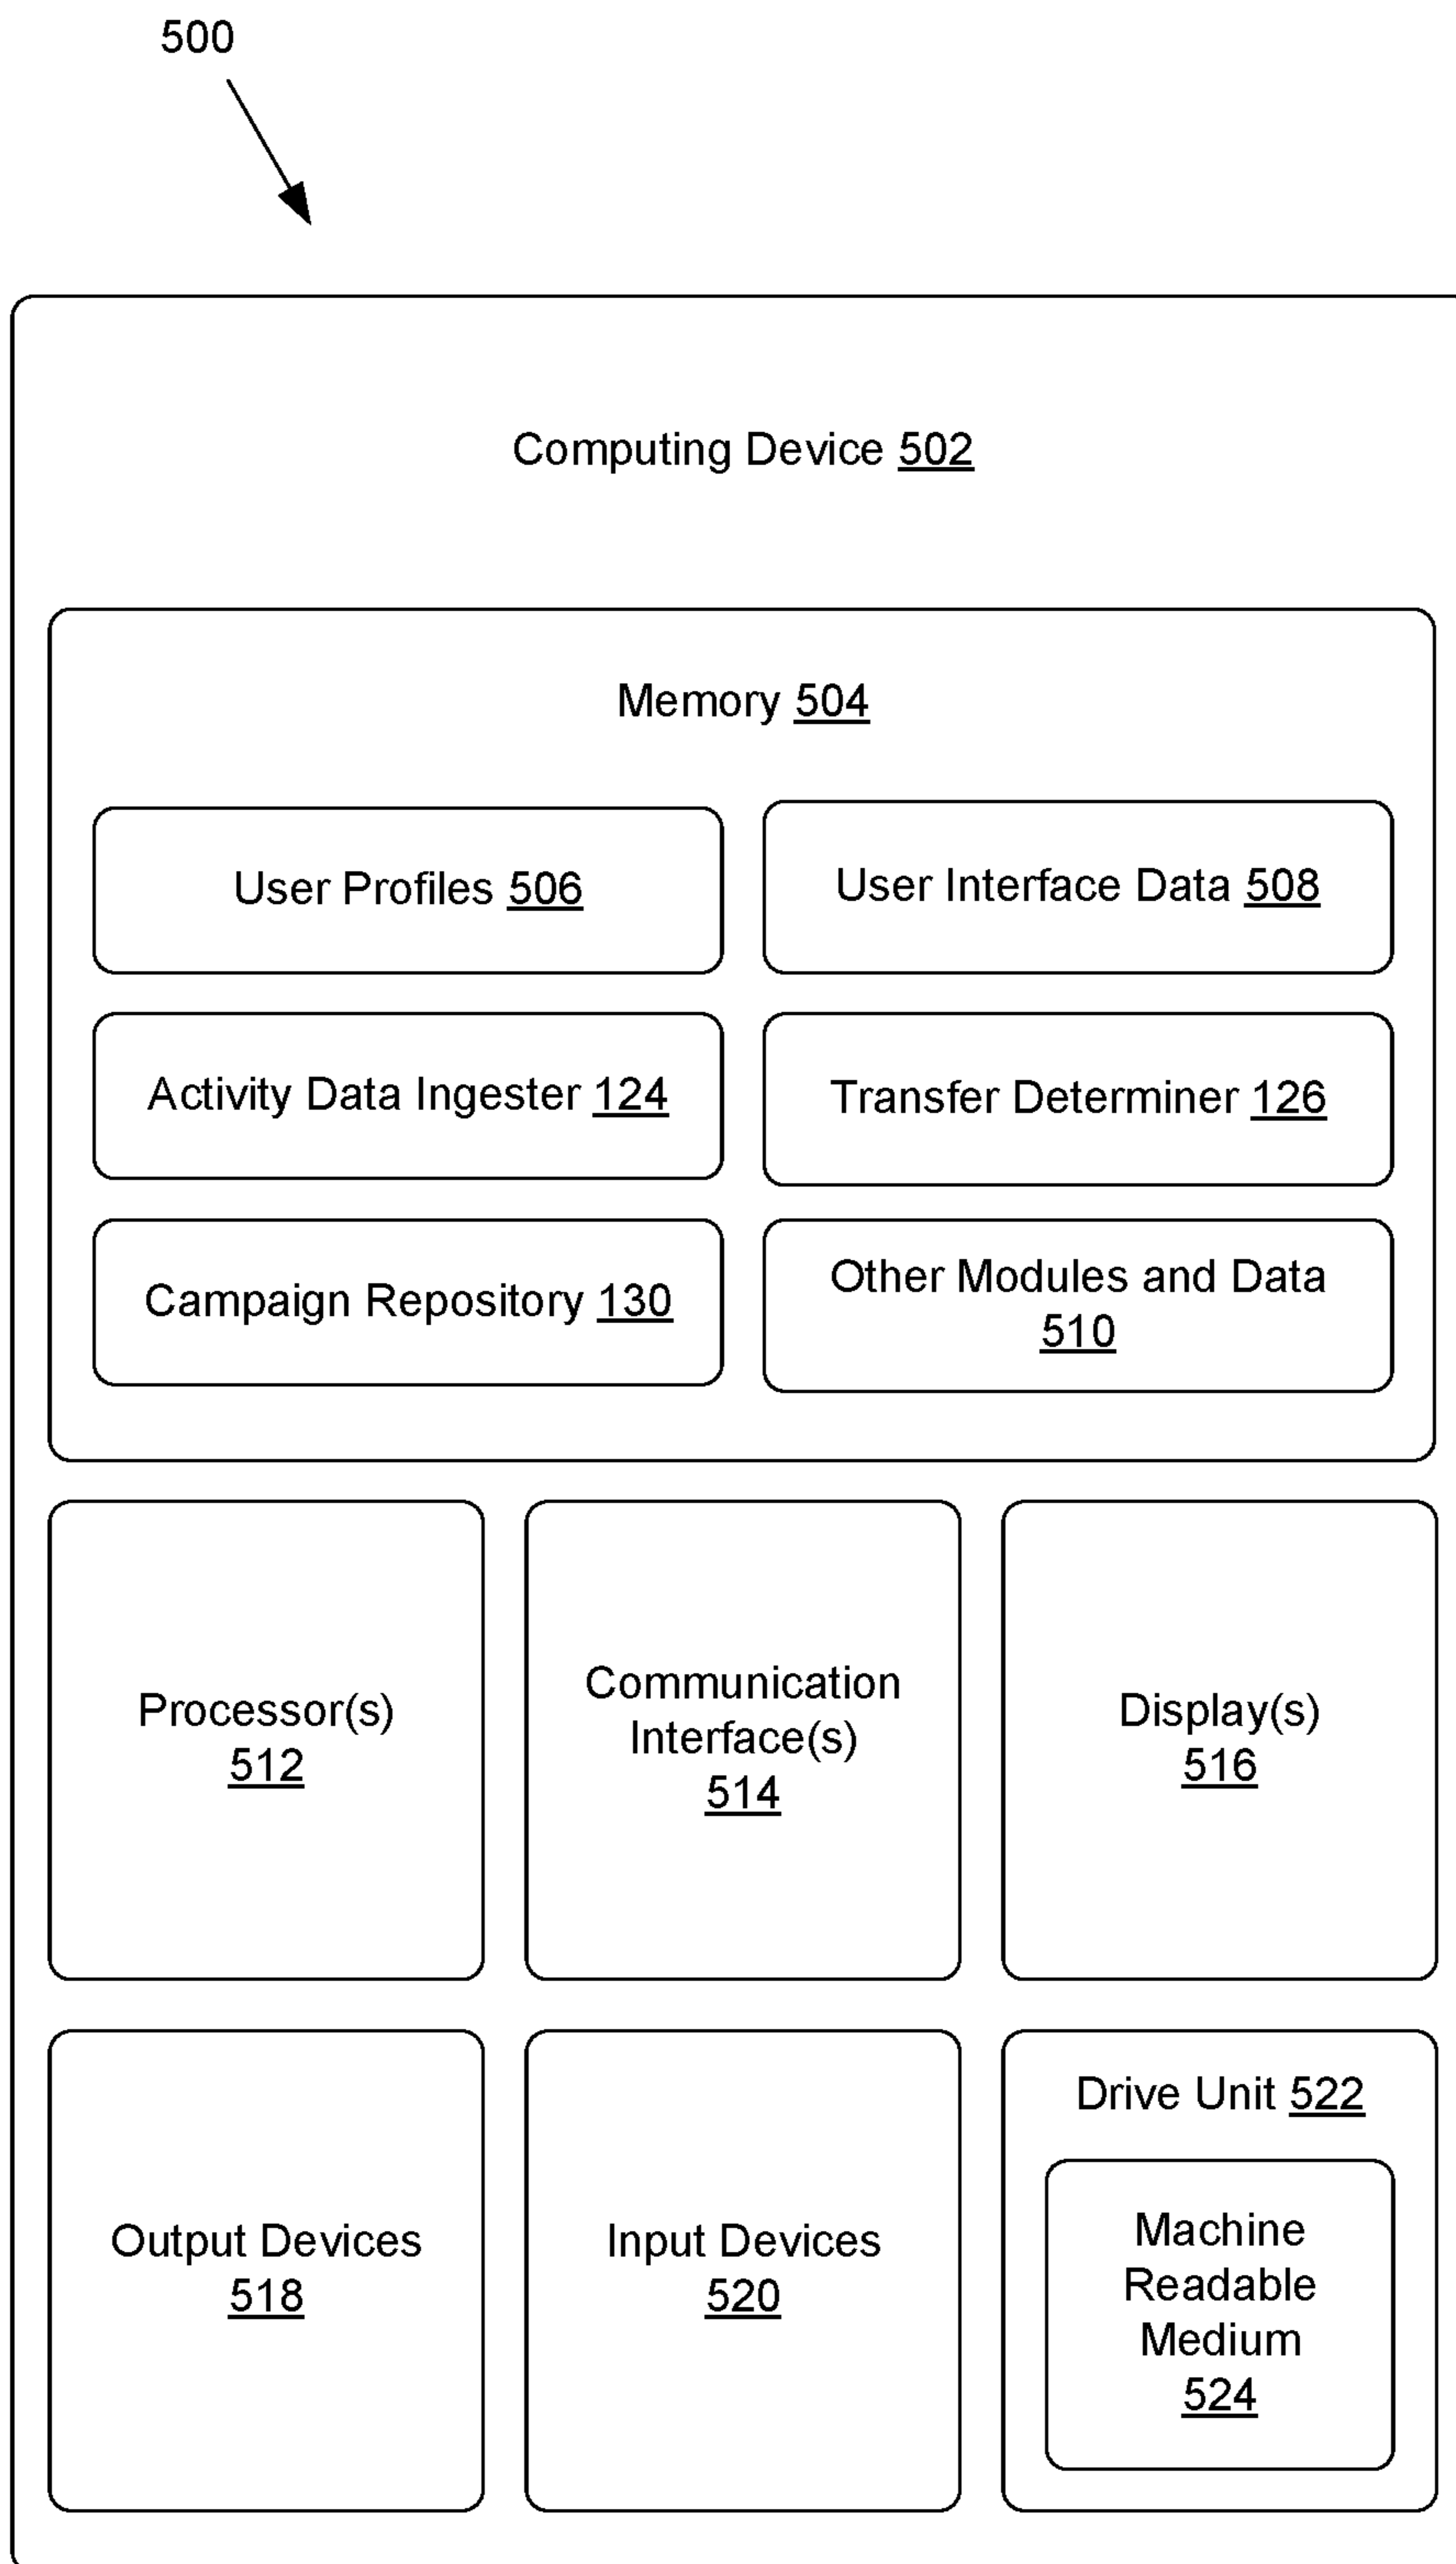 500
Computing Device 502
Memory 504
User Profiles 506
User Interface Data 508
Activity Data Ingester 124
Transfer Determiner 126
Campaign Repository 130
Other Modules and Data
510
Processor(s)
512
Communication
Interface(s)
514
Display(s)
516
Output Devices
518
Input Devices
520
Drive Unit 522
Machine
Readable
Medium
524